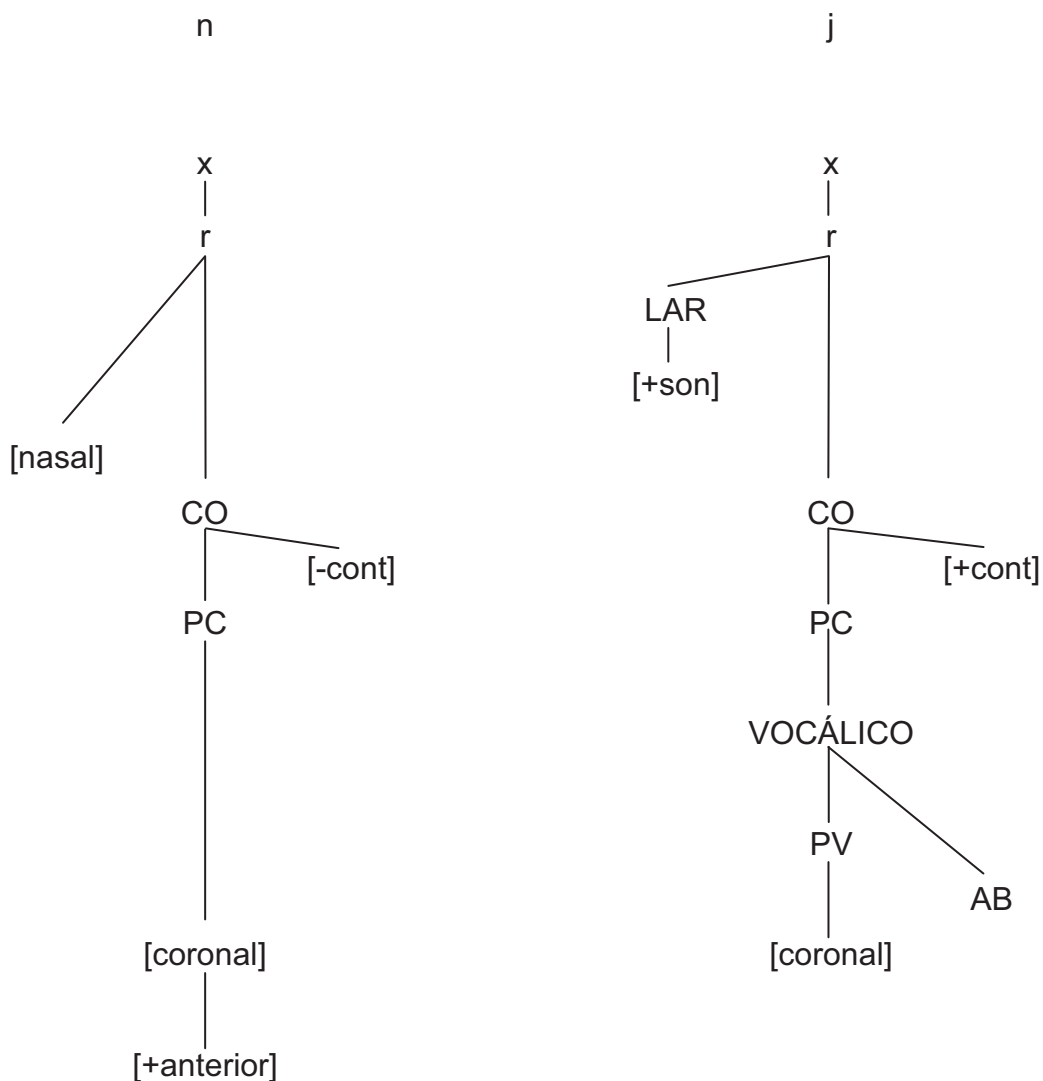 n j
x x
r r
LAR
[+son]
[nasal]
CO CO
[-cont] [+cont]
PC PC
VOCÁLICO
PV
AB
[coronal] [coronal]
[+anterior]